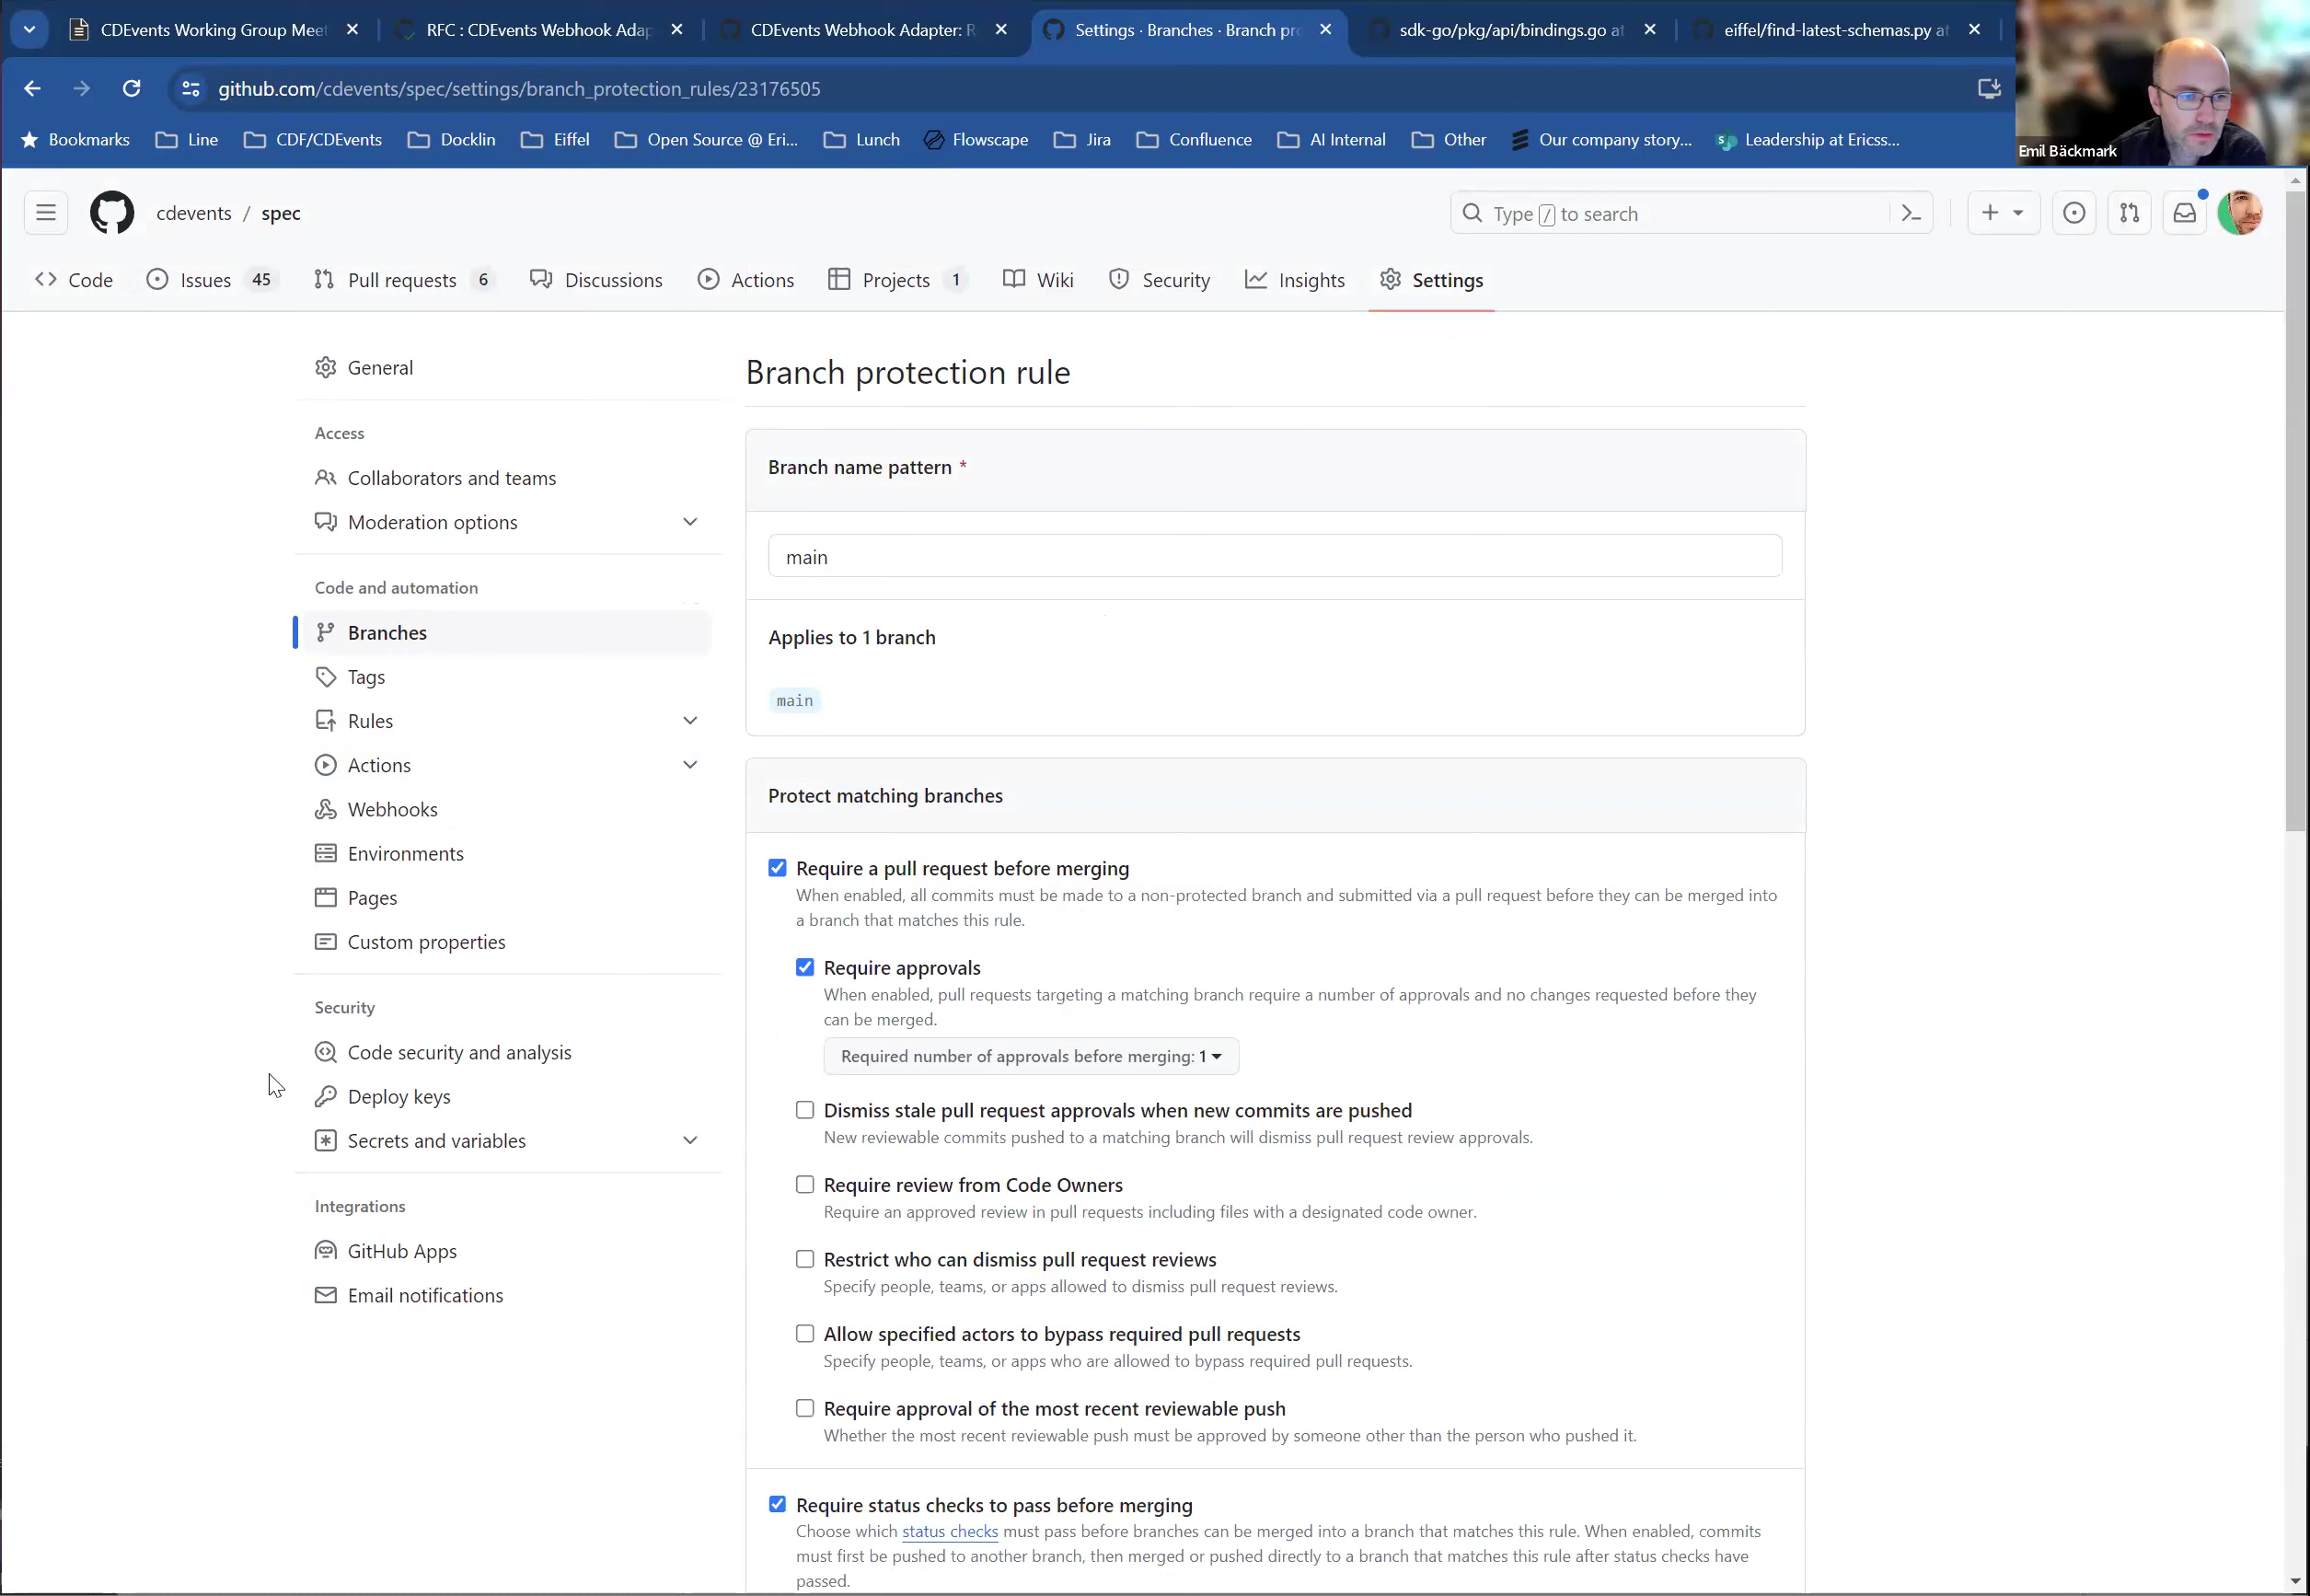 CDEvents Working Group Meet
RFC : CDEvents Webhook Adap
CDEvents Webhook Adapter: R
Settings · Branches · Branch pro
sdk-go/pkg/api/bindings.go at
eiffel/find-latest-schemas.py at
github.com/cdevents/spec/settings/branch_protection_rules/23176505
Bookmarks
Line
CDF/CDEvents
Docklin
Eiffel
Open Source @ Eri...
Lunch
Flowscape
Jira
Confluence
AI Internal
Other
Our company story...
Leadership at Ericss...
Emil Bäckmark
cdevents / spec
Type / to search
Code
Issues 45
Pull requests 6
Discussions
Actions
Projects 1
Wiki
Security
Insights
Settings
General
Access
Collaborators and teams
Moderation options
Code and automation
Branches
Tags
Rules
Actions
Webhooks
Environments
Pages
Custom properties
Security
Code security and analysis
Deploy keys
Secrets and variables
Integrations
GitHub Apps
Email notifications
Branch protection rule
Branch name pattern *
main
Applies to 1 branch
main
Protect matching branches
Require a pull request before merging
When enabled, all commits must be made to a non-protected branch and submitted via a pull request before they can be merged into
a branch that matches this rule.
Require approvals
When enabled, pull requests targeting a matching branch require a number of approvals and no changes requested before they
can be merged.
Required number of approvals before merging: 1
Dismiss stale pull request approvals when new commits are pushed
New reviewable commits pushed to a matching branch will dismiss pull request review approvals.
Require review from Code Owners
Require an approved review in pull requests including files with a designated code owner.
Restrict who can dismiss pull request reviews
Specify people, teams, or apps allowed to dismiss pull request reviews.
Allow specified actors to bypass required pull requests
Specify people, teams, or apps who are allowed to bypass required pull requests.
Require approval of the most recent reviewable push
Whether the most recent reviewable push must be approved by someone other than the person who pushed it.
Require status checks to pass before merging
Choose which status checks must pass before branches can be merged into a branch that matches this rule. When enabled, commits
must first be pushed to another branch, then merged or pushed directly to a branch that matches this rule after status checks have
passed.